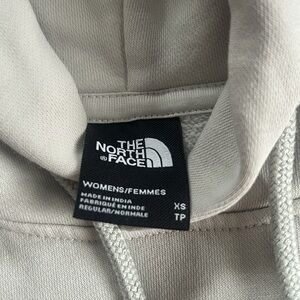 THE
NORTH
FACE
WOMENS/FEMMES
MADE IN INDIA
FABRIQUÉ EN INDE
REGULAR/NORMALE
XS
TP